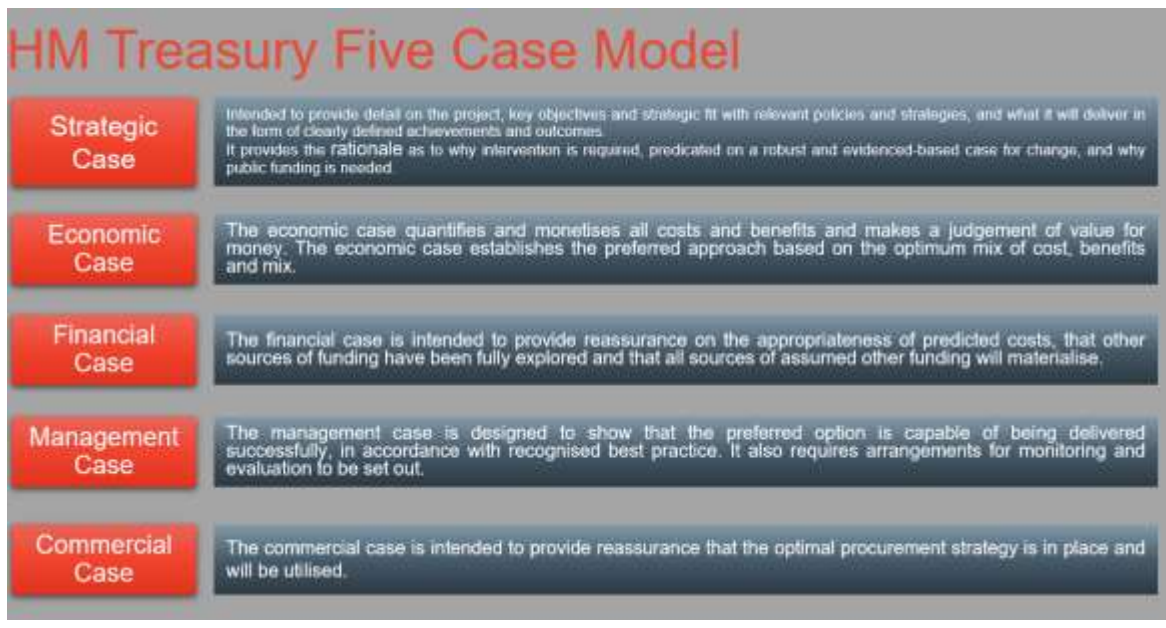 HM Treasury Five Case Model
Strategic
Case
Intended to provide detail on the project, key objectives and strategic fit with relevant policies and strategies, and what it will deliver in
the form of clearly defined achievements and outcomes.
It provides the rationale as to why intervention is required, predicated on a robust and evidenced-based case for change, and why
public funding is needed.
Economic
Case
The economic case quantifies and monetises all costs and benefits and makes a judgement of value for
money. The economic case establishes the preferred approach based on the optimum mix of cost, benefits
and mix.
Financial
Case
The financial case is intended to provide reassurance on the appropriateness of predicted costs, that other
sources of funding have been fully explored and that all sources of assumed other funding will materialise.
Management
Case
The management case is designed to show that the preferred option is capable of being delivered
successfully, in accordance with recognised best practice. It also requires arrangements for monitoring and
evaluation to be set out.
Commercial
Case
The commercial case is intended to provide reassurance that the optimal procurement strategy is in place and
will be utilised.